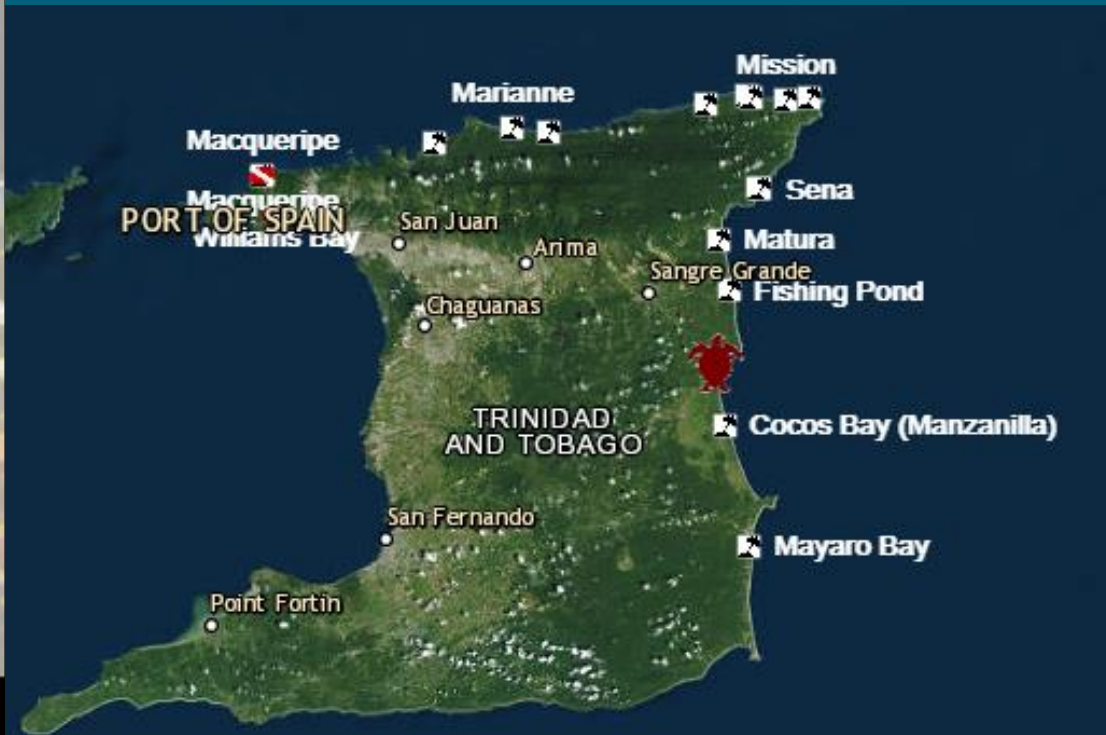 Mission
Marianne
Macqueripe
Sena
Macqueripe
PORT OF SPAIN
San Juan
Williams Bay
Matura
Arima
Sangre Grande
Fishing Pond
Chaguanas
TRINIDAD
AND TOBAGO
Cocos Bay (Manzanilla)
San Fernando
Mayaro Bay
Point Fortin